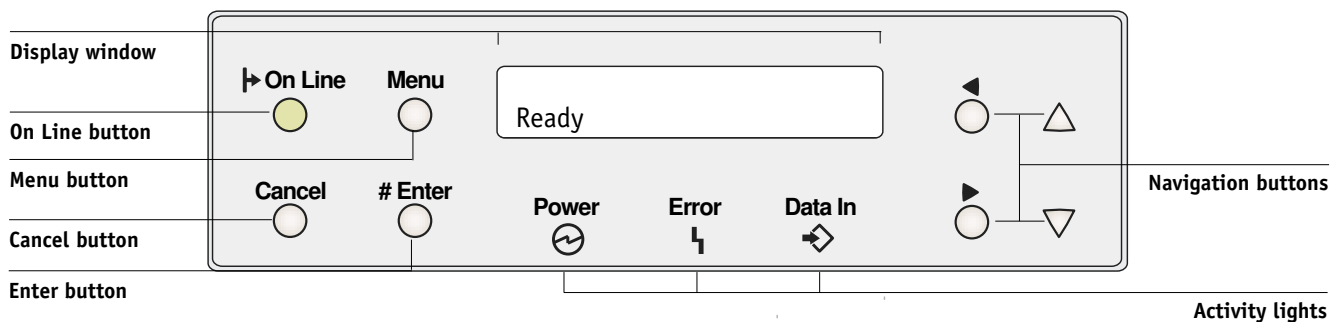 Display window
On Line Menu
Ready
On Line button
Menu button
Navigation buttons
Cancel # Enter
Power Error Data In
Cancel button
Enter button
Activity lights